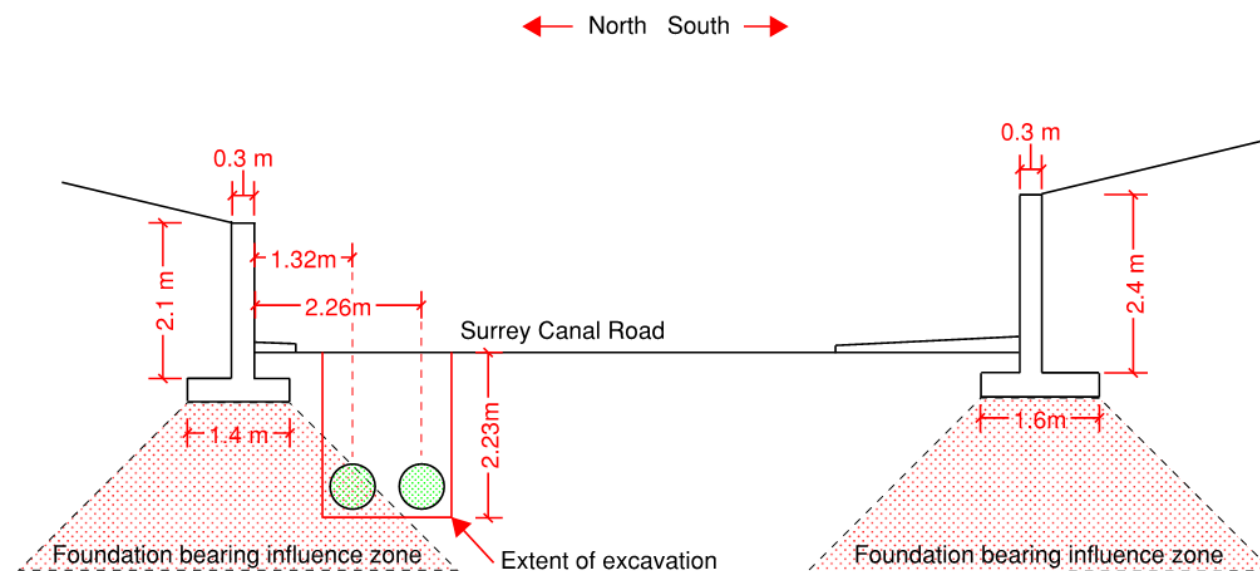 North South
0.3 m
0.3 m
1.32m
2.1 m
2.26m
2.4 m
Surrey Canal Road
2.23m
1.4 m
1.6m
Foundation bearing influence zone
Foundation bearing influence zone
Extent of excavation